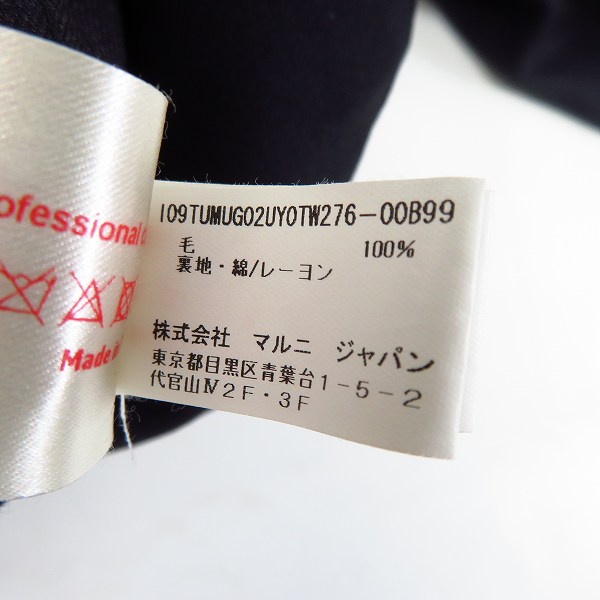 ofessional
Made in
I09TUMUG02UY0TW276-00B99
毛 100%
裏地・綿/レーヨン
株式会社 マルニ ジャパン
東京都目黒区青葉台1-5-2
代官山Ⅳ2F・3F